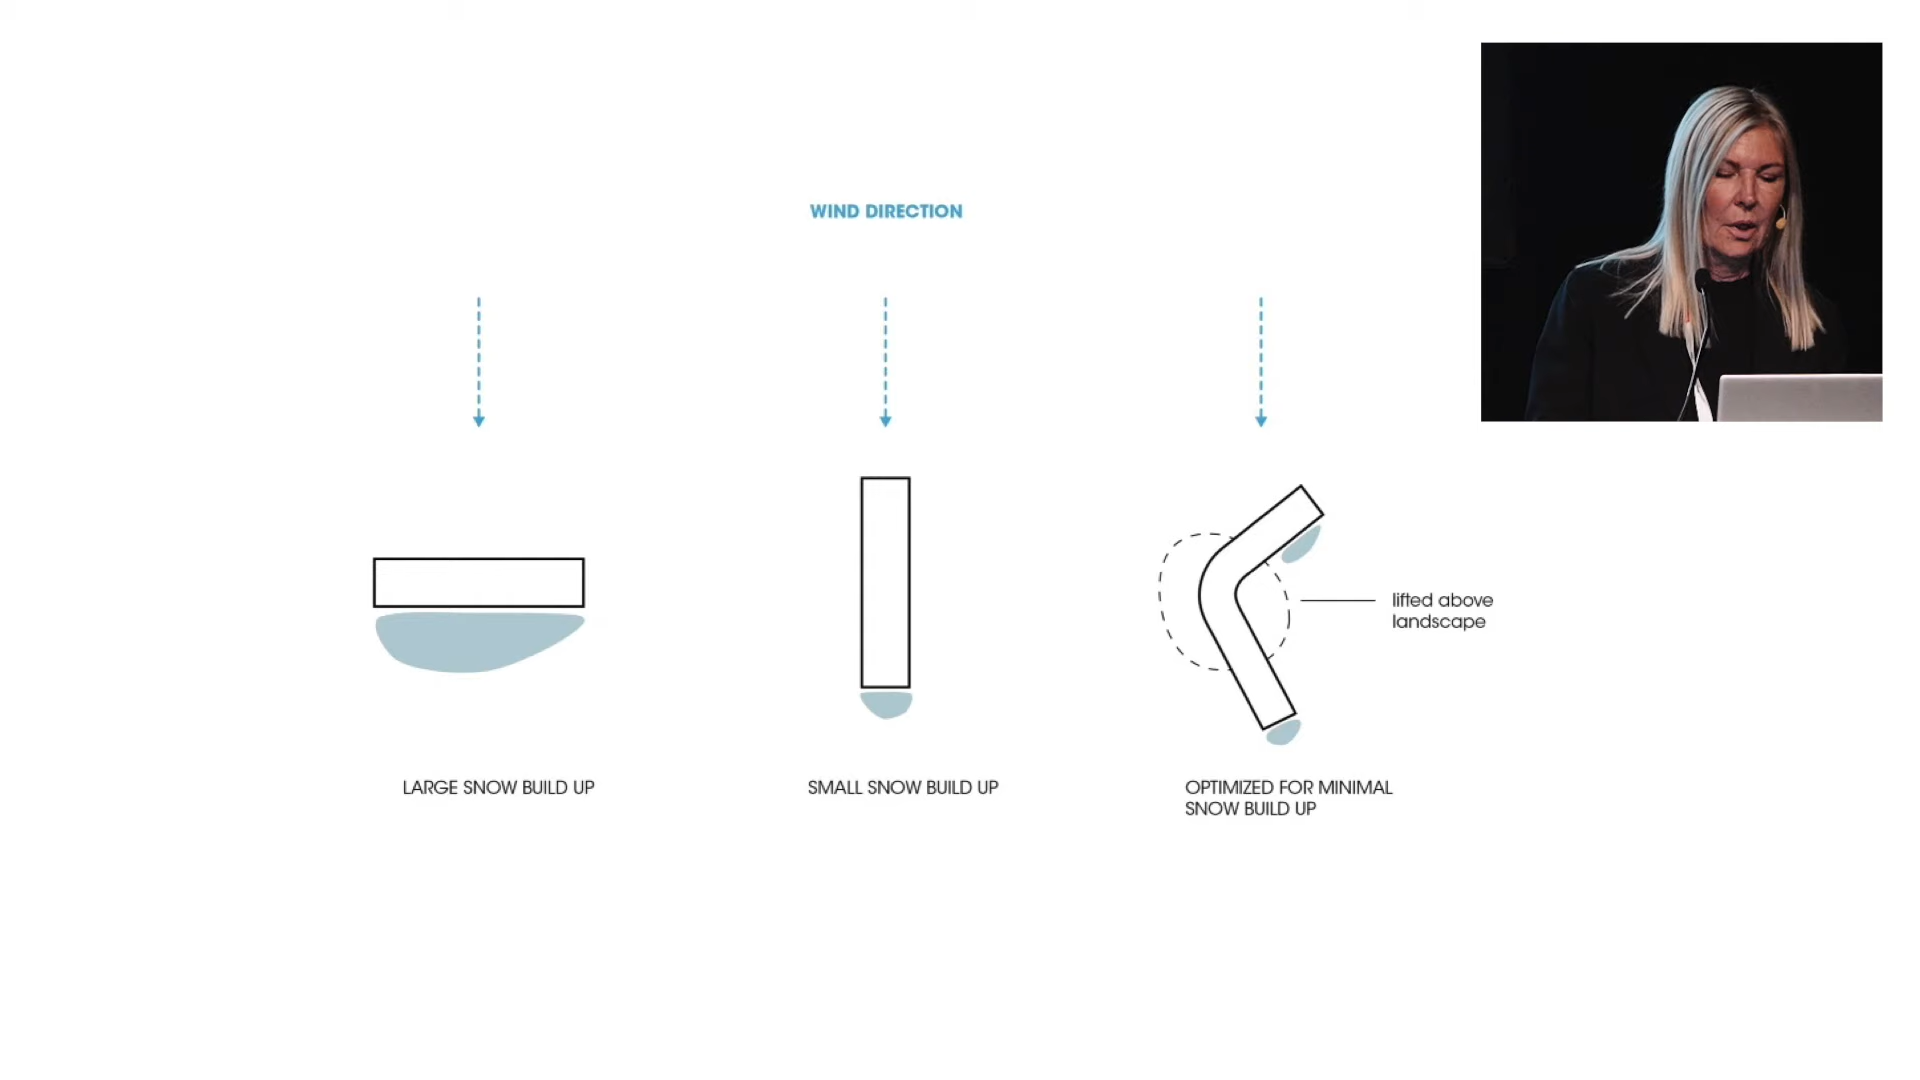 WIND DIRECTION
lifted above
landscape
LARGE SNOW BUILD UP
SMALL SNOW BUILD UP
OPTIMIZED FOR MINIMAL
SNOW BUILD UP